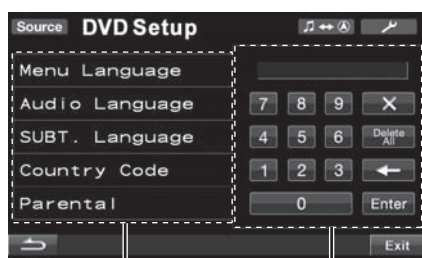 Source DVD Setup
Menu Language
Audio Language 7 8 9
SUBT. Language 4 5 6 Delete All
Country Code 1 2 3
Parental 0 Enter
Exit